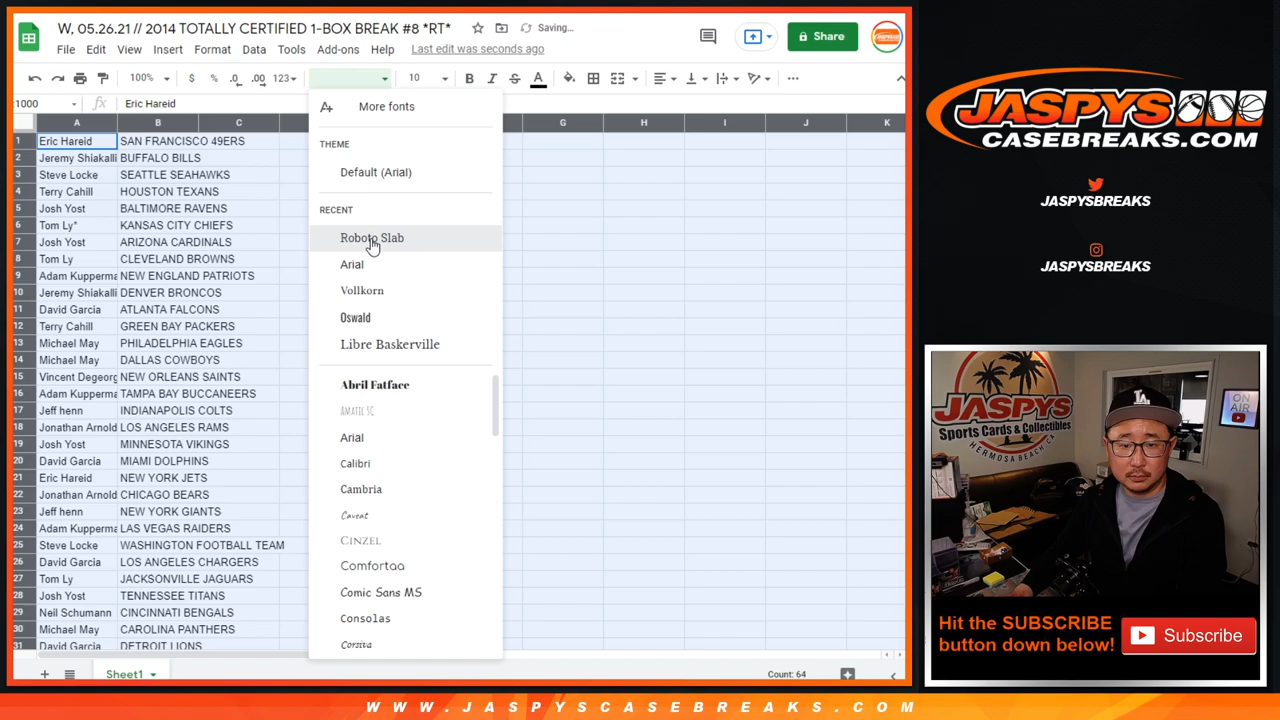 W, 05.26.21 // 2014 TOTALLY CERTIFIED 1-BOX BREAK #8 *RT*
Saving...
File Edit View Insert Format Data Tools Add-ons Help Last edit was seconds ago
Share
100% $ % .0 .00 123 10 B I S A
1000 fx Eric Hareid
A B C G H I J K
1 Eric Hareid SAN FRANCISCO 49ERS
2 Jeremy Shiakalli BUFFALO BILLS
3 Steve Locke SEATTLE SEAHAWKS
4 Terry Cahill HOUSTON TEXANS
5 Josh Yost BALTIMORE RAVENS
6 Tom Ly* KANSAS CITY CHIEFS
7 Josh Yost ARIZONA CARDINALS
8 Tom Ly CLEVELAND BROWNS
9 Adam Kupperma NEW ENGLAND PATRIOTS
10 Jeremy Shiakalli DENVER BRONCOS
11 David Garcia ATLANTA FALCONS
12 Terry Cahill GREEN BAY PACKERS
13 Michael May PHILADELPHIA EAGLES
14 Michael May DALLAS COWBOYS
15 Vincent Degeorg NEW ORLEANS SAINTS
16 Adam Kupperma TAMPA BAY BUCCANEERS
17 Jeff henn INDIANAPOLIS COLTS
18 Jonathan Arnold LOS ANGELES RAMS
19 Josh Yost MINNESOTA VIKINGS
20 David Garcia MIAMI DOLPHINS
21 Eric Hareid NEW YORK JETS
22 Jonathan Arnold CHICAGO BEARS
23 Jeff henn NEW YORK GIANTS
24 Adam Kupperma LAS VEGAS RAIDERS
25 Steve Locke WASHINGTON FOOTBALL TEAM
26 David Garcia LOS ANGELES CHARGERS
27 Tom Ly JACKSONVILLE JAGUARS
28 Josh Yost TENNESSEE TITANS
29 Neil Schumann CINCINNATI BENGALS
30 Michael May CAROLINA PANTHERS
31 David Garcia DETROIT LIONS
More fonts
THEME
Default (Arial)
RECENT
Roboto Slab
Arial
Vollkorn
Oswald
Libre Baskerville
Abril Fatface
AMATIC SC
Arial
Calibri
Cambria
Caveat
CINZEL
Comfortaa
Comic Sans MS
Consolas
Corsiva
Sheet1
Count: 64
JASPYS
CASEBREAKS.COM
JASPYSBREAKS
JASPYSBREAKS
JASPYS
Sports Cards & Collectibles
HERMOSA BEACH, CA
LA
ON
AIR
Hit the SUBSCRIBE
button down below!
Subscribe
WWW.JASPYSCASEBREAKS.COM